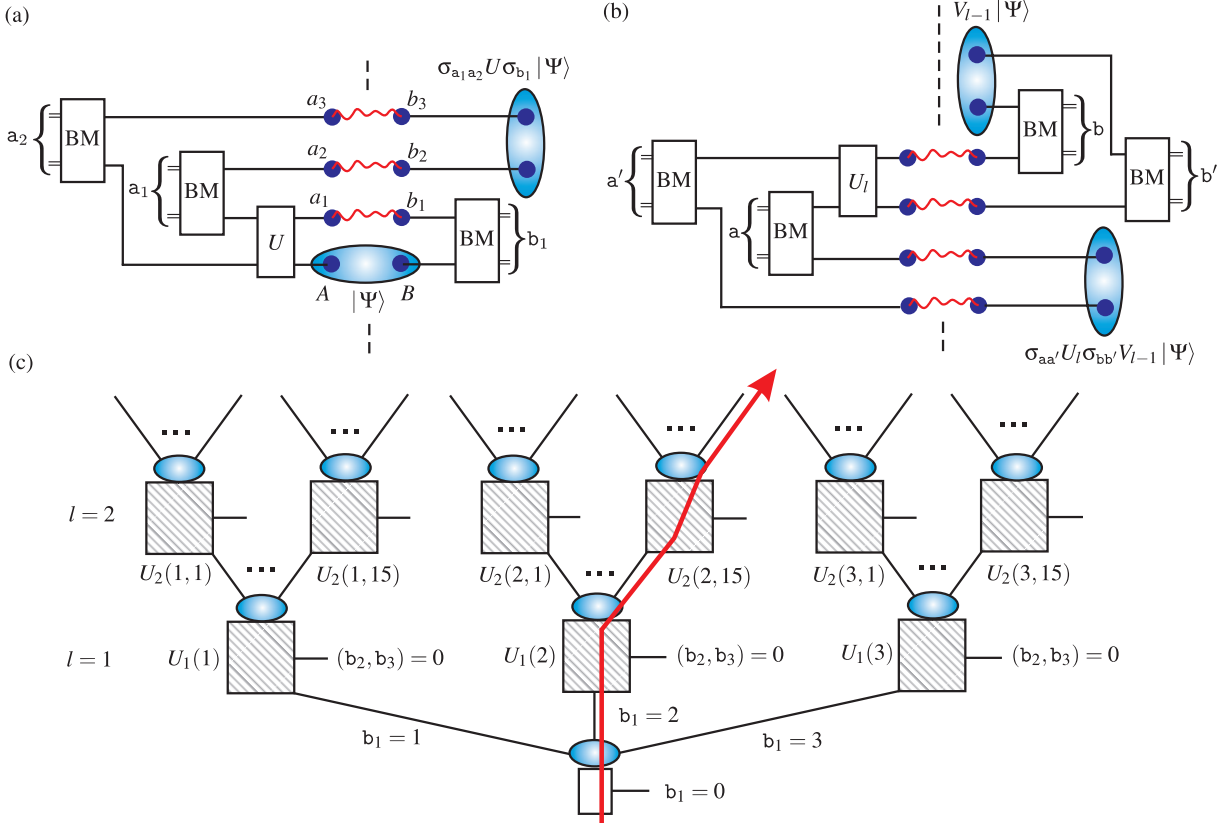 (a)
a₃ b₃
σ_{a₁a₂}Uσ_{b₁}|Ψ⟩
a₂ { BM
a₂ b₂
a₁ { BM
a₁ b₁
U
BM } b₁
A |Ψ⟩ B
(b)
V_{l−1}|Ψ⟩
BM } b
a′ { BM
U_l
BM } b′
a { BM
σ_{aa′}U_lσ_{bb′}V_{l−1}|Ψ⟩
(c)
... ... ... ... ... ...
l = 2
U₂(1,1) ... U₂(1,15) U₂(2,1) ... U₂(2,15) U₂(3,1) ... U₂(3,15)
l = 1 U₁(1) (b₂,b₃) = 0 U₁(2) (b₂,b₃) = 0 U₁(3) (b₂,b₃) = 0
b₁ = 1 b₁ = 2 b₁ = 3
b₁ = 0